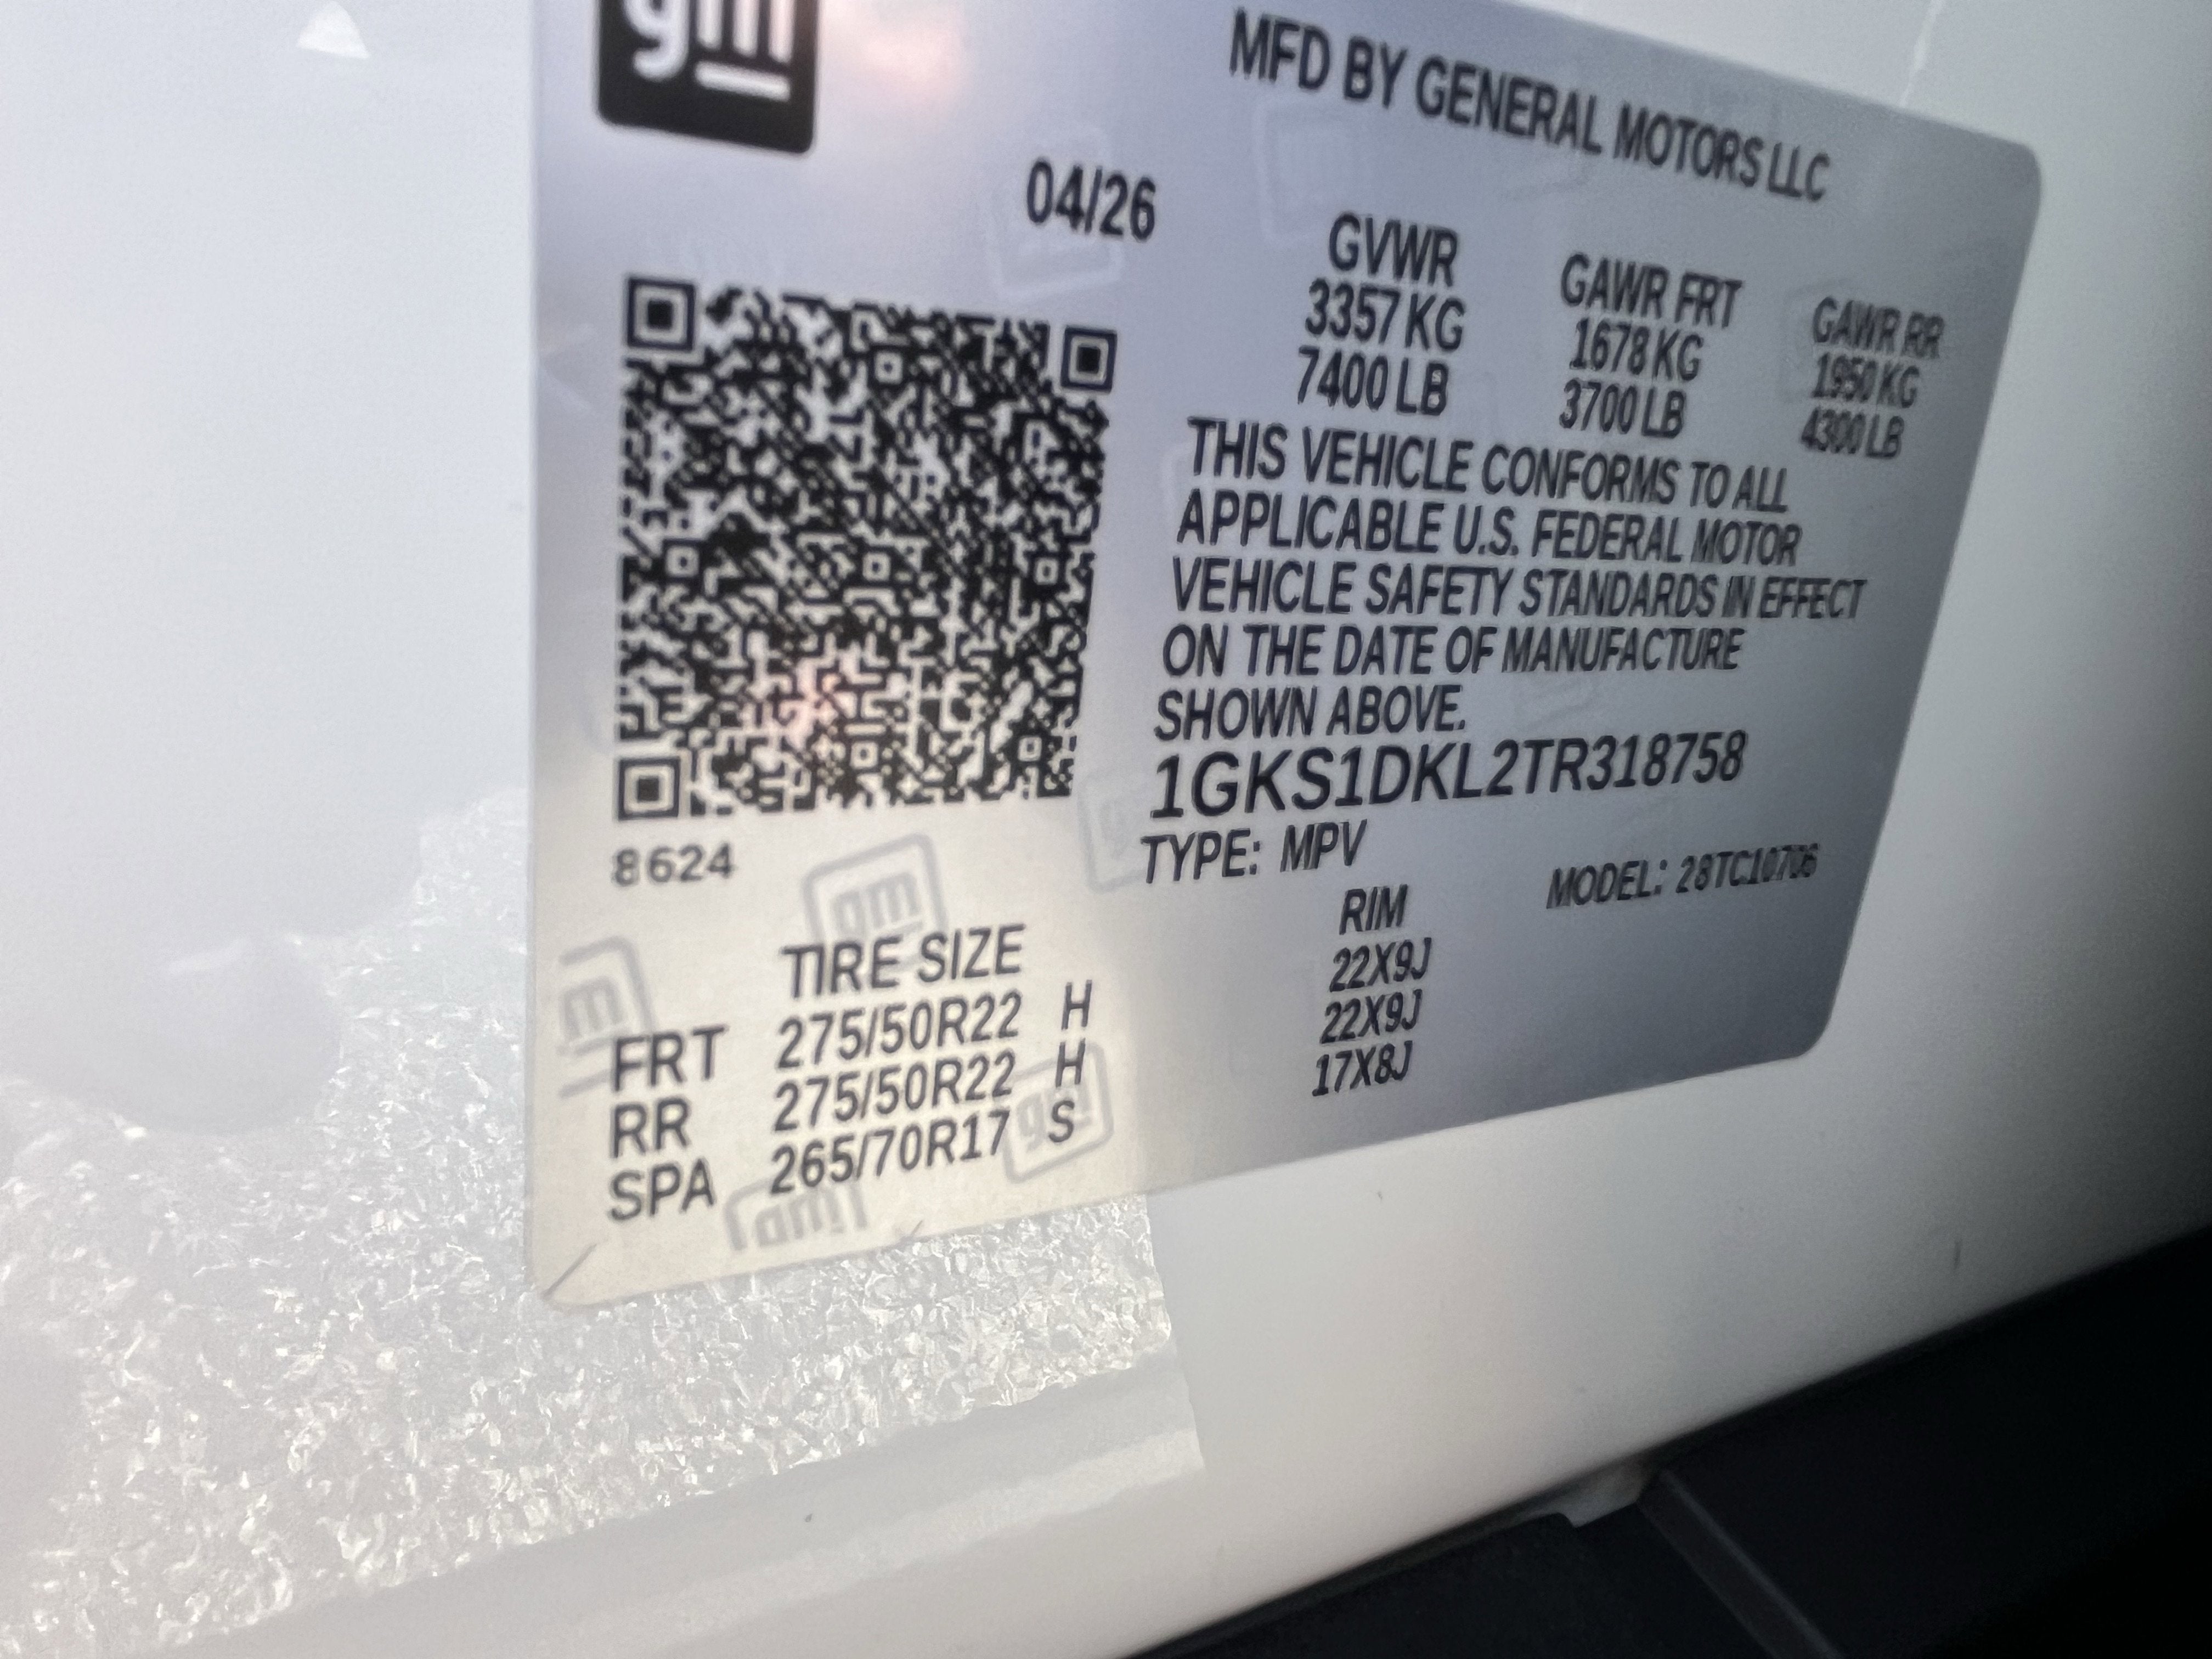 gm
MFD BY GENERAL MOTORS LLC
04/26
GVWR GAWR FRT GAWR RR
3357 KG 1678 KG 1950 KG
7400 LB 3700 LB 4300 LB
THIS VEHICLE CONFORMS TO ALL
APPLICABLE U.S. FEDERAL MOTOR
VEHICLE SAFETY STANDARDS IN EFFECT
ON THE DATE OF MANUFACTURE
SHOWN ABOVE.
1GKS1DKL2TR318758
8624
TYPE: MPV MODEL: 28TC10706
TIRE SIZE RIM
FRT 275/50R22 H 22X9J
RR 275/50R22 H 22X9J
SPA 265/70R17 S 17X8J